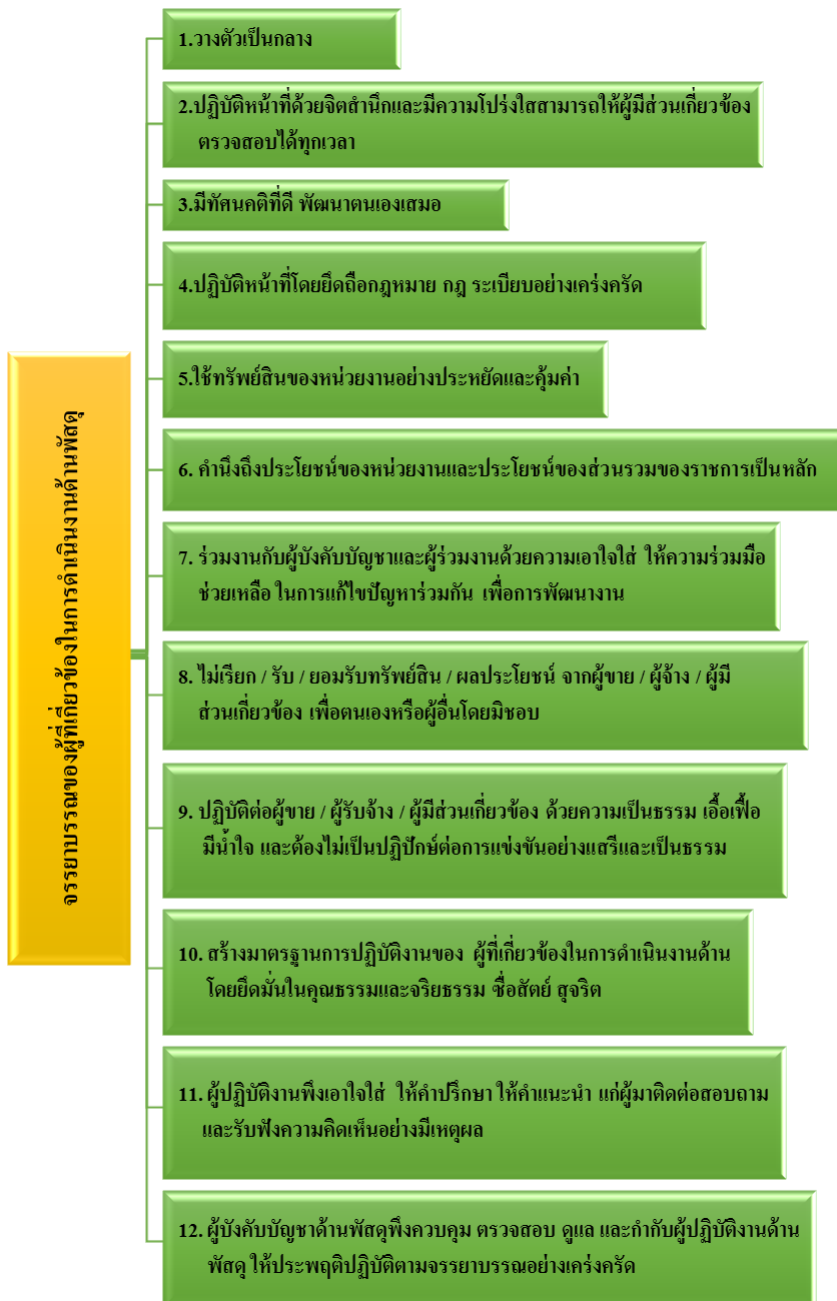 จรรยาบรรณของผู้ที่เกี่ยวข้องในการดำเนินงานด้านพัสดุ
1.วางตัวเป็นกลาง
2.ปฏิบัติหน้าที่ด้วยจิตสำนึกและมีความโปร่งใสสามารถให้ผู้มีส่วนเกี่ยวข้อง
ตรวจสอบได้ทุกเวลา
3.มีทัศนคติที่ดี พัฒนาตนเองเสมอ
4.ปฏิบัติหน้าที่โดยยึดถือกฎหมาย กฎ ระเบียบอย่างเคร่งครัด
5.ใช้ทรัพย์สินของหน่วยงานอย่างประหยัดและคุ้มค่า
6. คำนึงถึงประโยชน์ของหน่วยงานและประโยชน์ของส่วนรวมของราชการเป็นหลัก
7. ร่วมงานกับผู้บังคับบัญชาและผู้ร่วมงานด้วยความเอาใจใส่ ให้ความร่วมมือ
ช่วยเหลือ ในการแก้ไขปัญหาร่วมกัน เพื่อการพัฒนางาน
8. ไม่เรียก / รับ / ยอมรับทรัพย์สิน / ผลประโยชน์ จากผู้ขาย / ผู้จ้าง / ผู้มี
ส่วนเกี่ยวข้อง เพื่อตนเองหรือผู้อื่นโดยมิชอบ
9. ปฏิบัติต่อผู้ขาย / ผู้รับจ้าง / ผู้มีส่วนเกี่ยวข้อง ด้วยความเป็นธรรม เอื้อเฟื้อ
มีน้ำใจ และต้องไม่เป็นปฏิปักษ์ต่อการแข่งขันอย่างแสรีและเป็นธรรม
10. สร้างมาตรฐานการปฏิบัติงานของ ผู้ที่เกี่ยวข้องในการดำเนินงานด้าน
โดยยึดมั่นในคุณธรรมและจริยธรรม ซื่อสัตย์ สุจริต
11. ผู้ปฏิบัติงานพึงเอาใจใส่ ให้คำปรึกษา ให้คำแนะนำ แก่ผู้มาติดต่อสอบถาม
และรับฟังความคิดเห็นอย่างมีเหตุผล
12. ผู้บังคับบัญชาด้านพัสดุพึงควบคุม ตรวจสอบ ดูแล และกำกับผู้ปฏิบัติงานด้าน
พัสดุ ให้ประพฤติปฏิบัติตามจรรยาบรรณอย่างเคร่งครัด